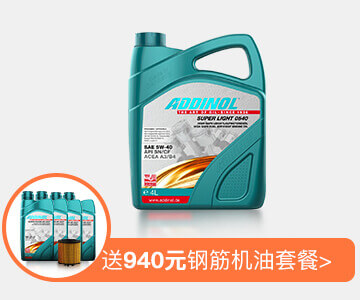 ADDINOL
THE ART OF OIL. SINCE 1936
SUPER LIGHT 0540
SAE 5W-40
API SN/CF
ACEA A3/B4
4L
www.addinol.de
送940元钢筋机油套餐>